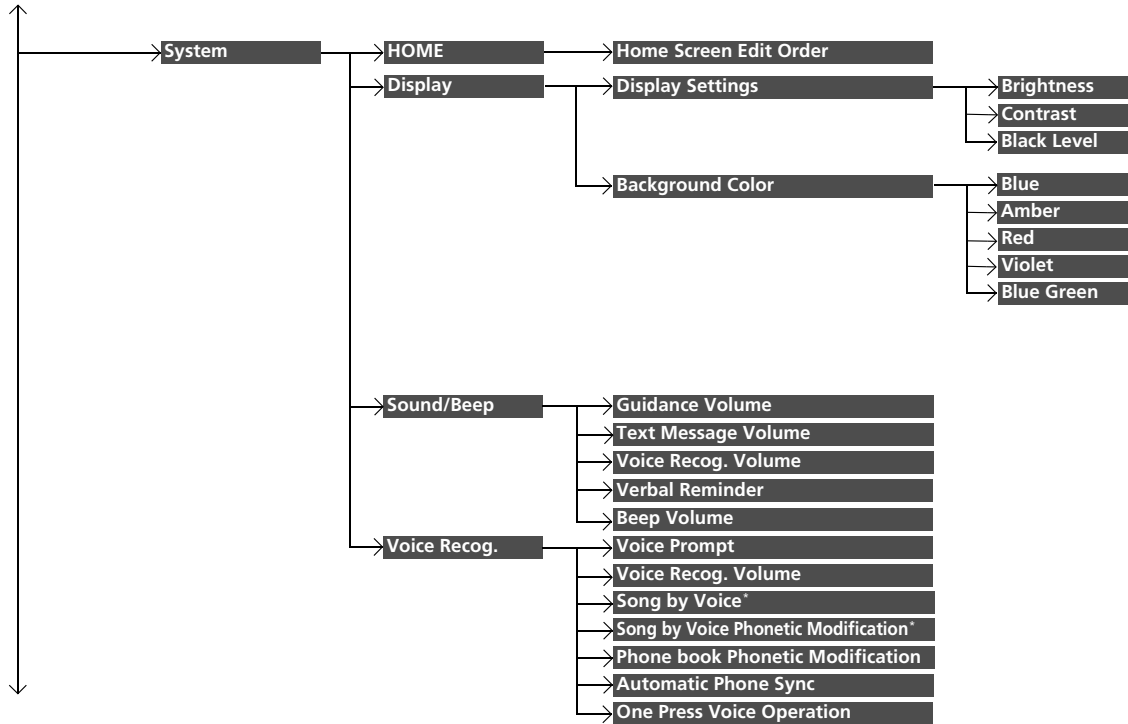 System
HOME
Home Screen Edit Order
Display
Display Settings
Brightness
Contrast
Black Level
Background Color
Blue
Amber
Red
Violet
Blue Green
Sound/Beep
Guidance Volume
Text Message Volume
Voice Recog. Volume
Verbal Reminder
Beep Volume
Voice Recog.
Voice Prompt
Voice Recog. Volume
Song by Voice*
Song by Voice Phonetic Modification*
Phone book Phonetic Modification
Automatic Phone Sync
One Press Voice Operation